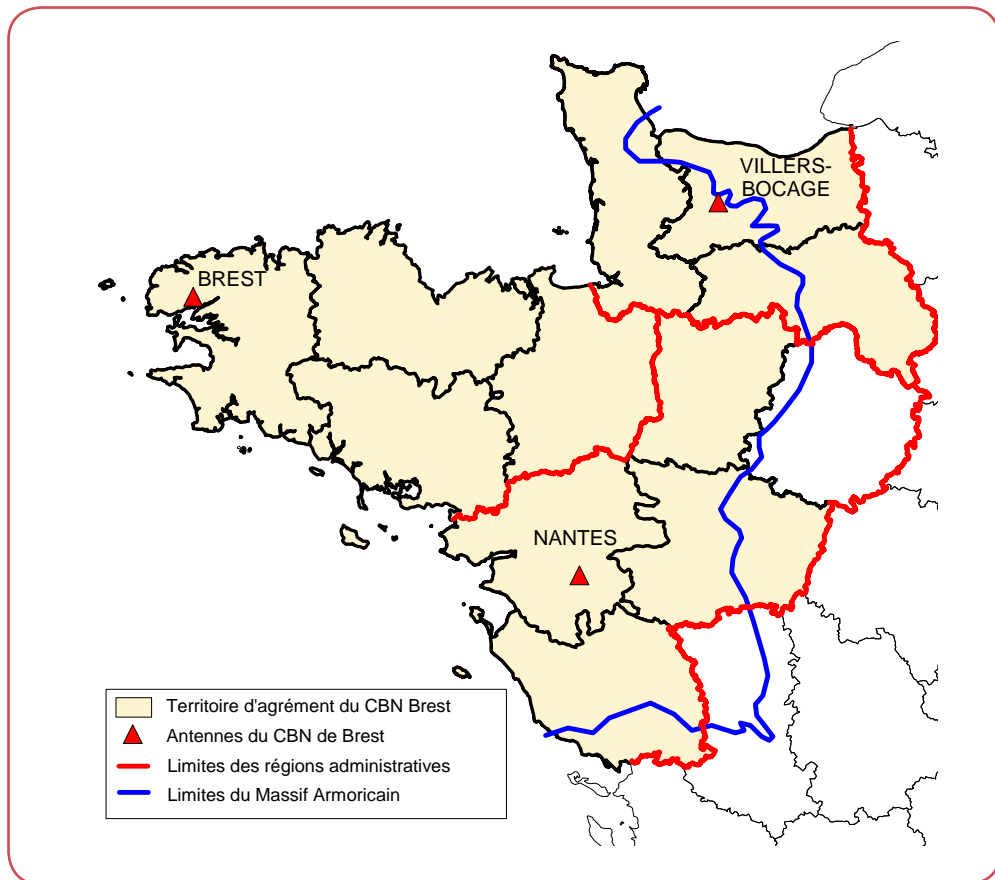 VILLERS-
BOCAGE
BREST
NANTES
Territoire d'agrément du CBN Brest
Antennes du CBN de Brest
Limites des régions administratives
Limites du Massif Armoricain